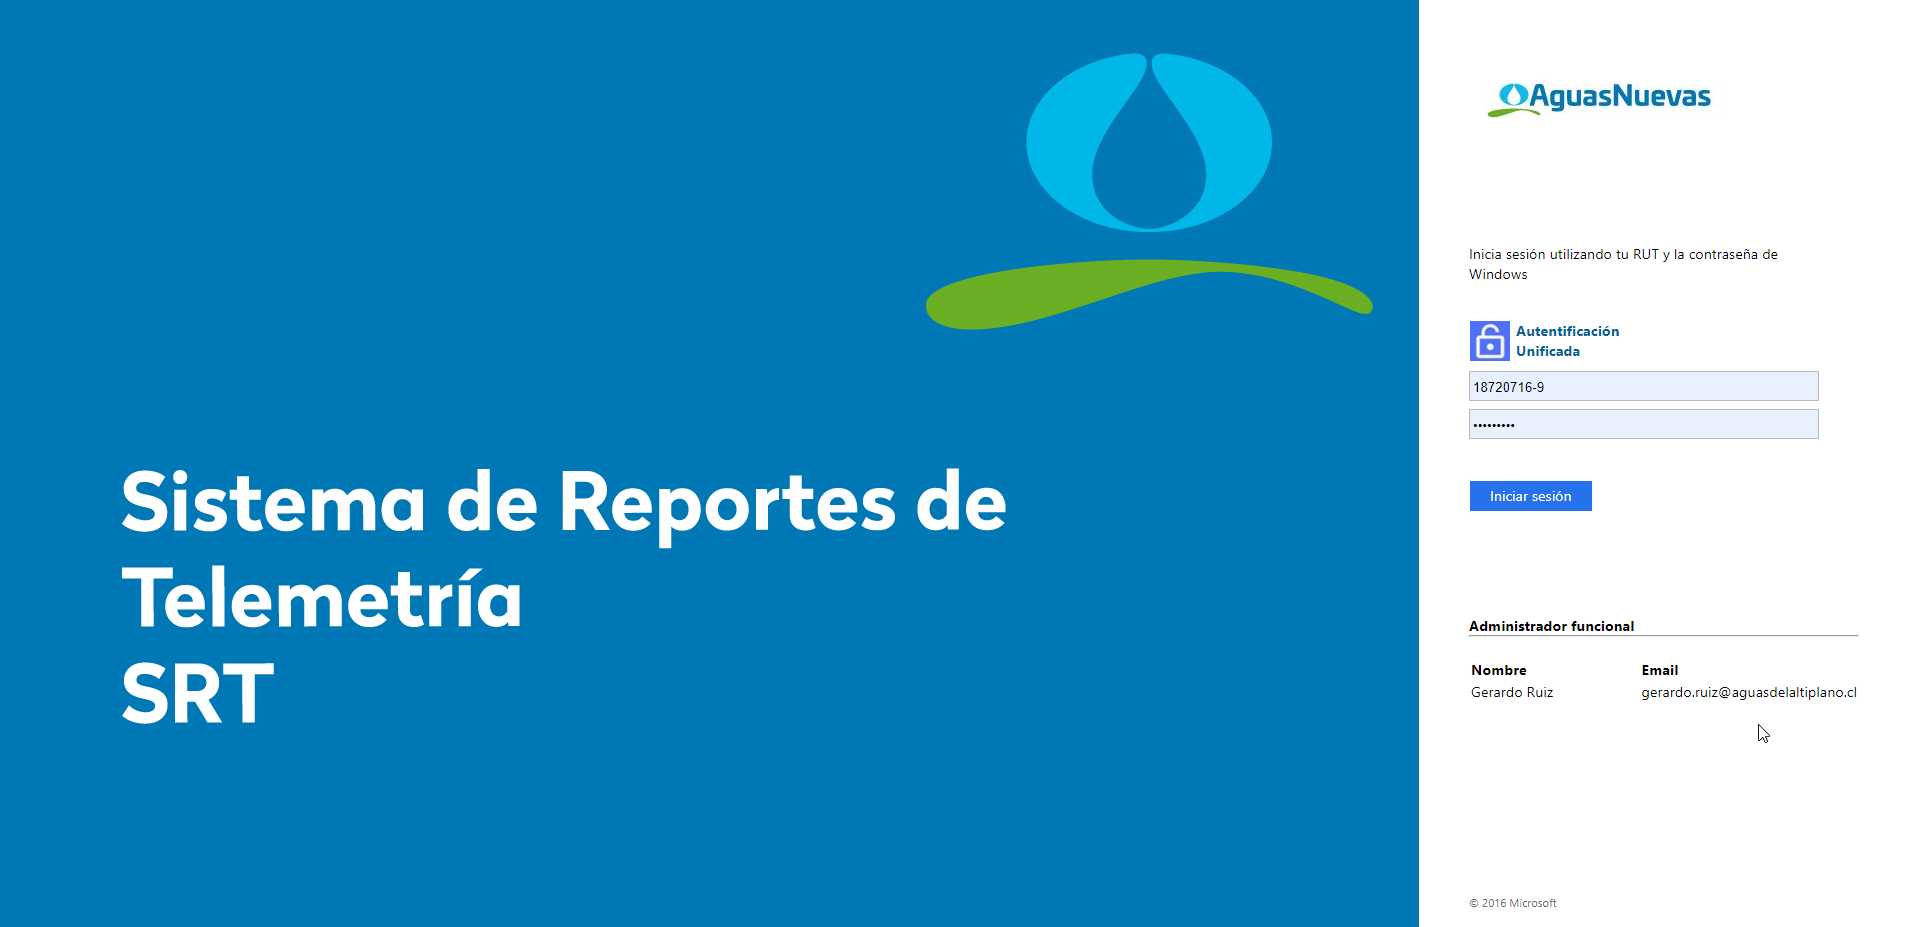 Sistema de Reportes de
Telemetría
SRT
AguasNuevas
Inicia sesión utilizando tu RUT y la contraseña de
Windows
Autentificación
Unificada
18720716-9
•••••••••
Iniciar sesión
Administrador funcional
Nombre Email
Gerardo Ruiz gerardo.ruiz@aguasdelaltiplano.cl
© 2016 Microsoft